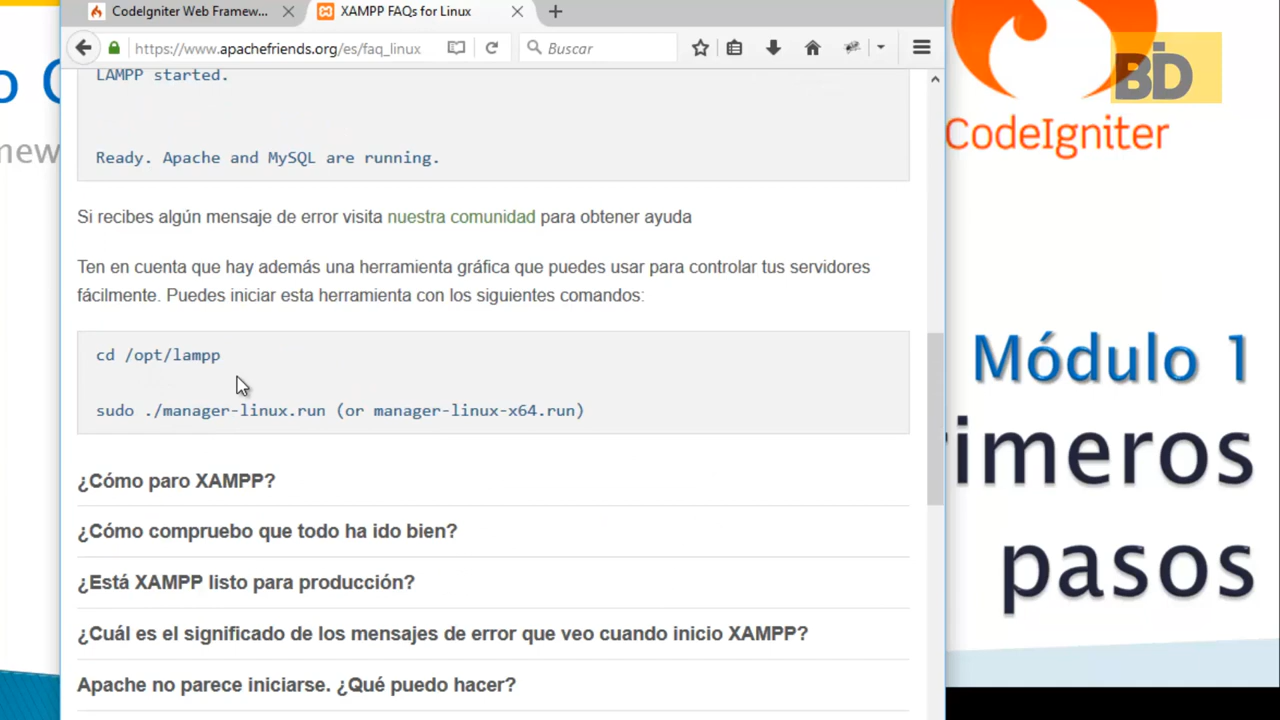 CodeIgniter Web Framew...
XAMPP FAQs for Linux
https://www.apachefriends.org/es/faq_linux
Buscar
LAMPP started.
Ready. Apache and MySQL are running.
Si recibes algún mensaje de error visita nuestra comunidad para obtener ayuda
Ten en cuenta que hay además una herramienta gráfica que puedes usar para controlar tus servidores
fácilmente. Puedes iniciar esta herramienta con los siguientes comandos:
cd /opt/lampp
sudo ./manager-linux.run (or manager-linux-x64.run)
¿Cómo paro XAMPP?
¿Cómo compruebo que todo ha ido bien?
¿Está XAMPP listo para producción?
¿Cuál es el significado de los mensajes de error que veo cuando inicio XAMPP?
Apache no parece iniciarse. ¿Qué puedo hacer?
BID
CodeIgniter
Módulo 1
rimeros
pasos